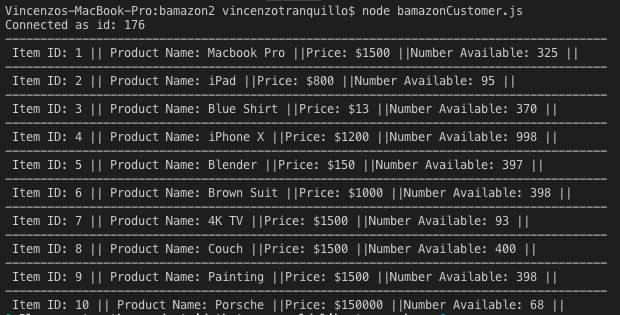 Vincenzos-MacBook-Pro:bamazon2 vincenzotranquillo$ node bamazonCustomer.js
Connected as id: 176
Item ID: 1 || Product Name: Macbook Pro ||Price: $1500 ||Number Available: 325 ||
Item ID: 2 || Product Name: iPad ||Price: $800 ||Number Available: 95 ||
Item ID: 3 || Product Name: Blue Shirt ||Price: $13 ||Number Available: 370 ||
Item ID: 4 || Product Name: iPhone X ||Price: $1200 ||Number Available: 998 ||
Item ID: 5 || Product Name: Blender ||Price: $150 ||Number Available: 397 ||
Item ID: 6 || Product Name: Brown Suit ||Price: $1000 ||Number Available: 398 ||
Item ID: 7 || Product Name: 4K TV ||Price: $1500 ||Number Available: 93 ||
Item ID: 8 || Product Name: Couch ||Price: $1500 ||Number Available: 400 ||
Item ID: 9 || Product Name: Painting ||Price: $1500 ||Number Available: 398 ||
Item ID: 10 || Product Name: Porsche ||Price: $150000 ||Number Available: 68 ||